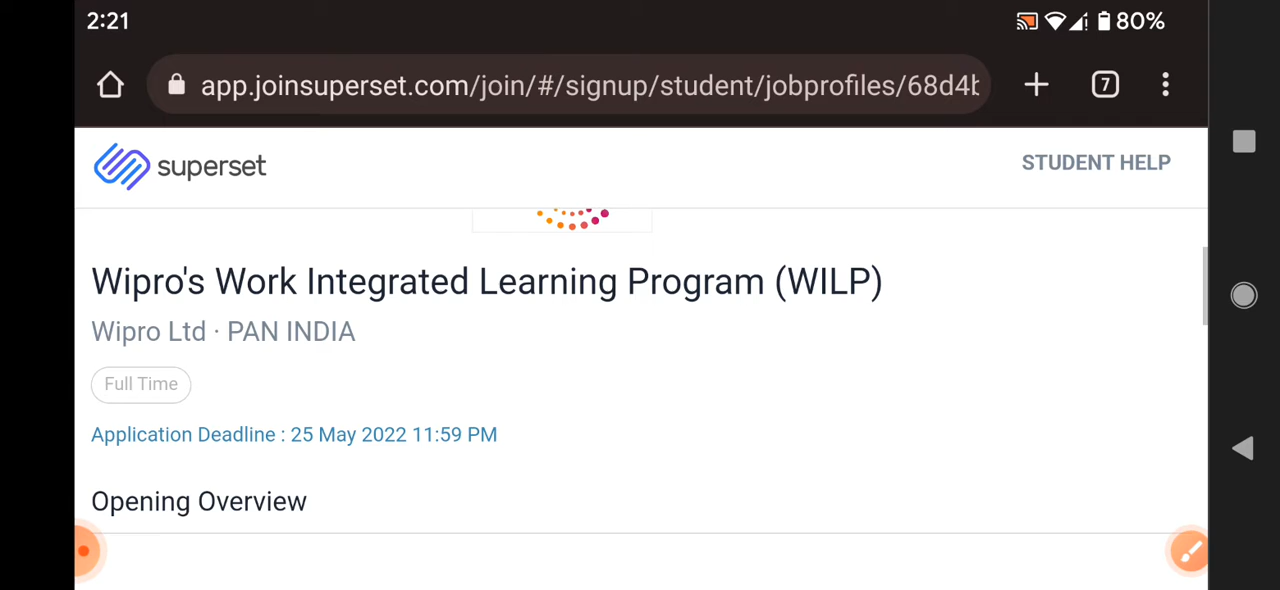 2:21
80%
app.joinsuperset.com/join/#/signup/student/jobprofiles/68d4b
7
superset
STUDENT HELP
Wipro's Work Integrated Learning Program (WILP)
Wipro Ltd · PAN INDIA
Full Time
Application Deadline : 25 May 2022 11:59 PM
Opening Overview